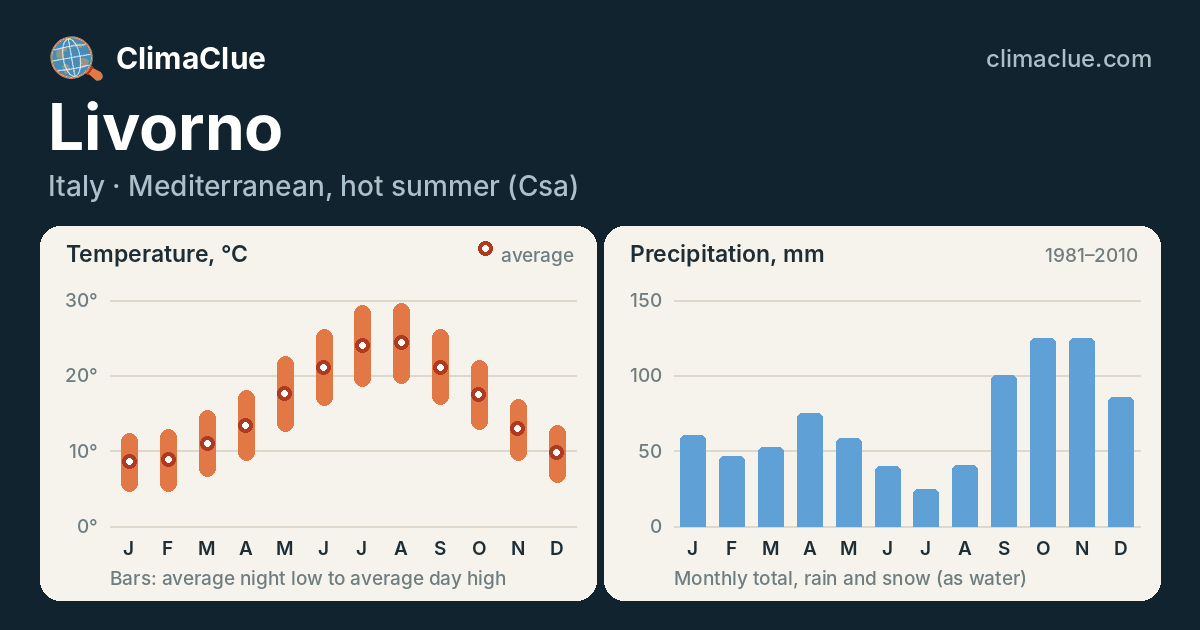 ClimaClue
climaclue.com
Livorno
Italy · Mediterranean, hot summer (Csa)
Temperature, °C
average
30°
20°
10°
0°
J F M A M J J A S O N D
Bars: average night low to average day high
Precipitation, mm
1981–2010
150
100
50
0
J F M A M J J A S O N D
Monthly total, rain and snow (as water)